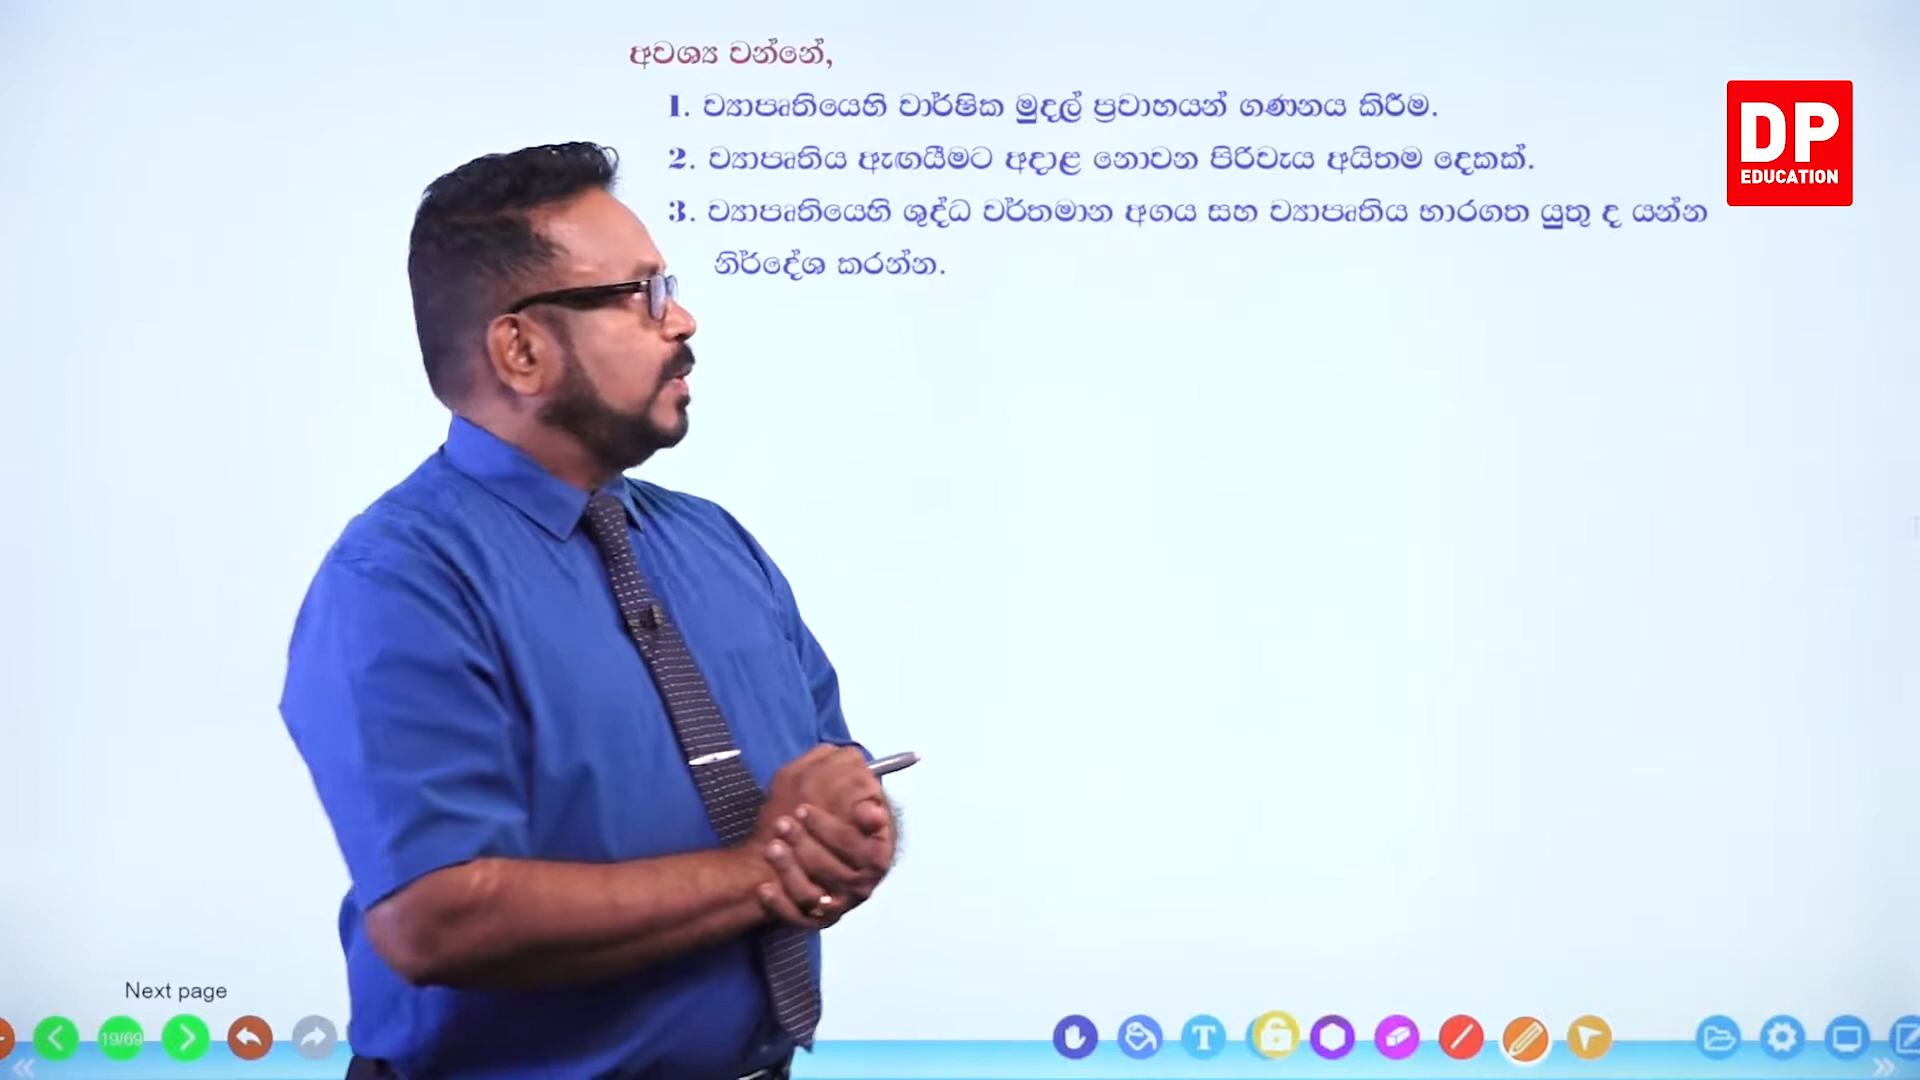 අවශ්‍ය වන්නේ,
1. ව්‍යාපෘතියෙහි වාර්ෂික මුදල් ප්‍රවාහයන් ගණනය කිරීම.
2. ව්‍යාපෘතිය ඇඟයීමට අදාළ නොවන පිරිවැය අයිතම දෙකක්.
3. ව්‍යාපෘතියෙහි ශුද්ධ වර්තමාන අගය සහ ව්‍යාපෘතිය භාරගත යුතු ද යන්න
නිර්දේශ කරන්න.
DP
EDUCATION
Next page
19/69
T